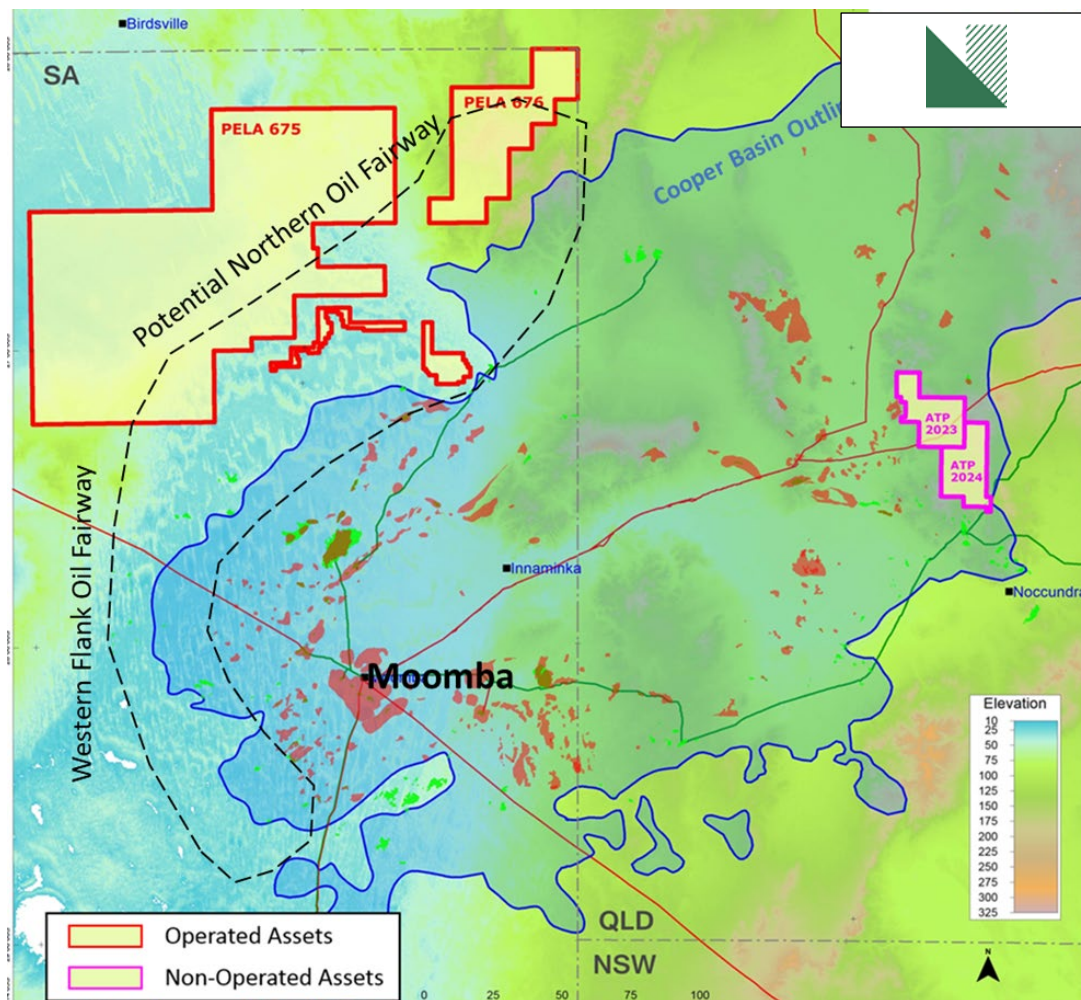 Birdsville
SA
PELA 675
PELA 676
Potential Northern Oil Fairway
Cooper Basin
Western Flank Oil Fairway
ATP
2023
ATP
2024
Innaminka
Noccundra
Moomba
Elevation
10
25
50
75
100
125
150
175
200
225
250
275
300
325
QLD
NSW
N
Operated Assets
Non-Operated Assets
0 25 50 100